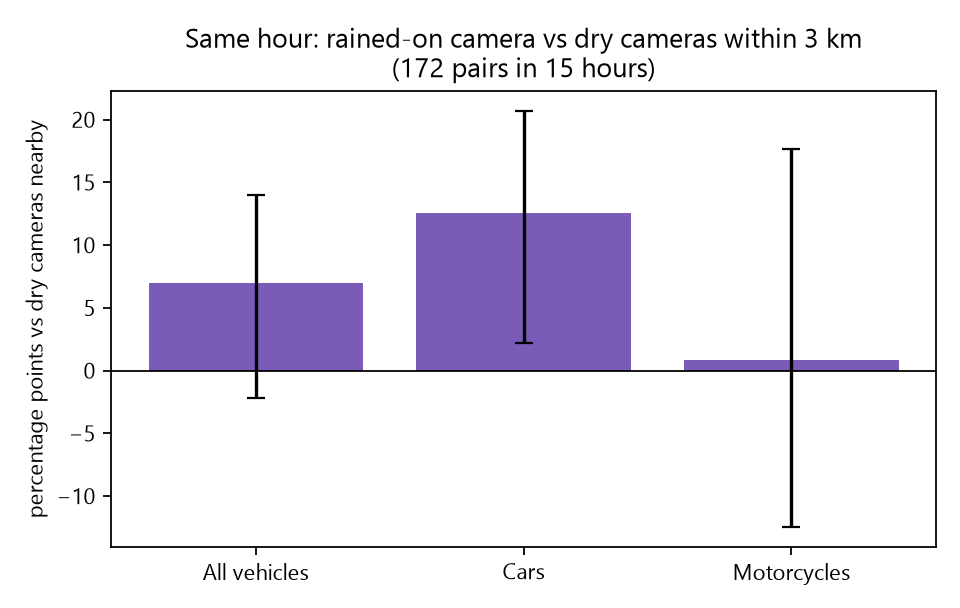 Same hour: rained-on camera vs dry cameras within 3 km
(172 pairs in 15 hours)
percentage points vs dry cameras nearby
20
15
10
5
0
−5
−10
All vehicles
Cars
Motorcycles